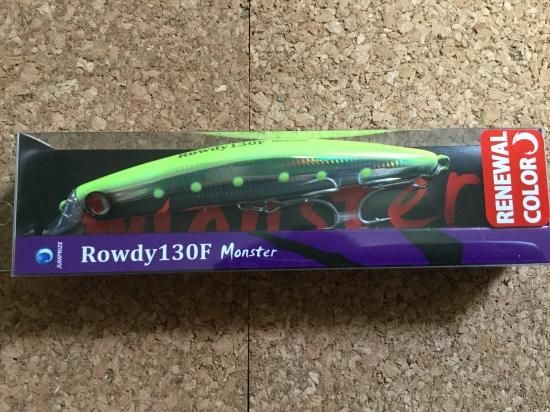 Rowdy130F
Monster
Monster
RENEWAL
COLOR
JUMPRIZE
Rowdy130F Monster